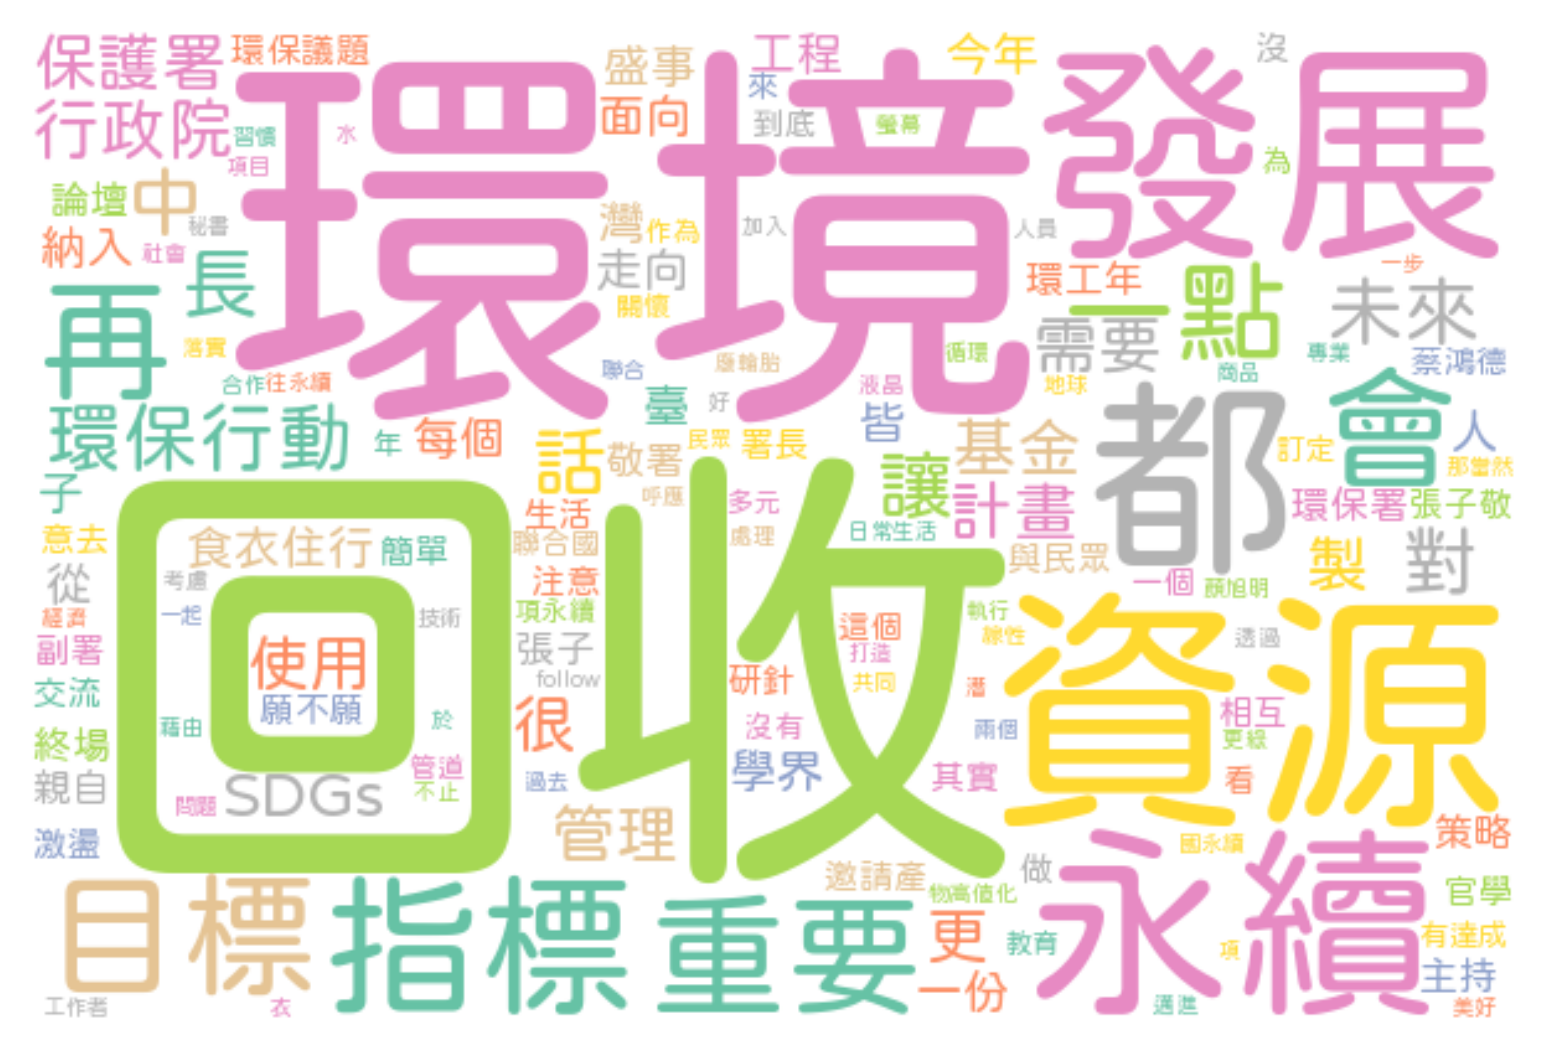 保護署
環保議題
盛事
工程
今年
沒
發展
環境
行政院
習慣
水
面向
來
到底
螢幕
為
項目
論壇
中
秘書
灣
作為
加入
人員
納入
社會
長
走向
環工年
一步
再
關懷
一點
未來
落實
需要
循環
專業
蔡鴻德
合作
往永續
聯合
廢輪胎
液晶
地球
商品
環保行動
年
每個
臺
好
皆
都
會
人
話
敬署
民眾
署長
基金
訂定
那當然
子
讓
計畫
環保署
張子敬
呼應
生活
多元
意去
食衣住行
簡單
聯合國
處理
日常生活
與民眾
製
對
從
考慮
注意
一個
顏旭明
經濟
一起
技術
項永續
回收
執行
資源
副署
使用
張子
這個
透過
交流
願不願
follow
研針
打造
共同
藉由
於
很
沒有
兩個
相互
更綠
終場
管道
學界
親自
SDGs
不止
過去
其實
看
問題
激盪
管理
國永續
策略
目標
指標
重要
邀請產
做
永續
物高值化
官學
更
教育
項
有達成
一份
主持
工作者
衣
邁進
美好